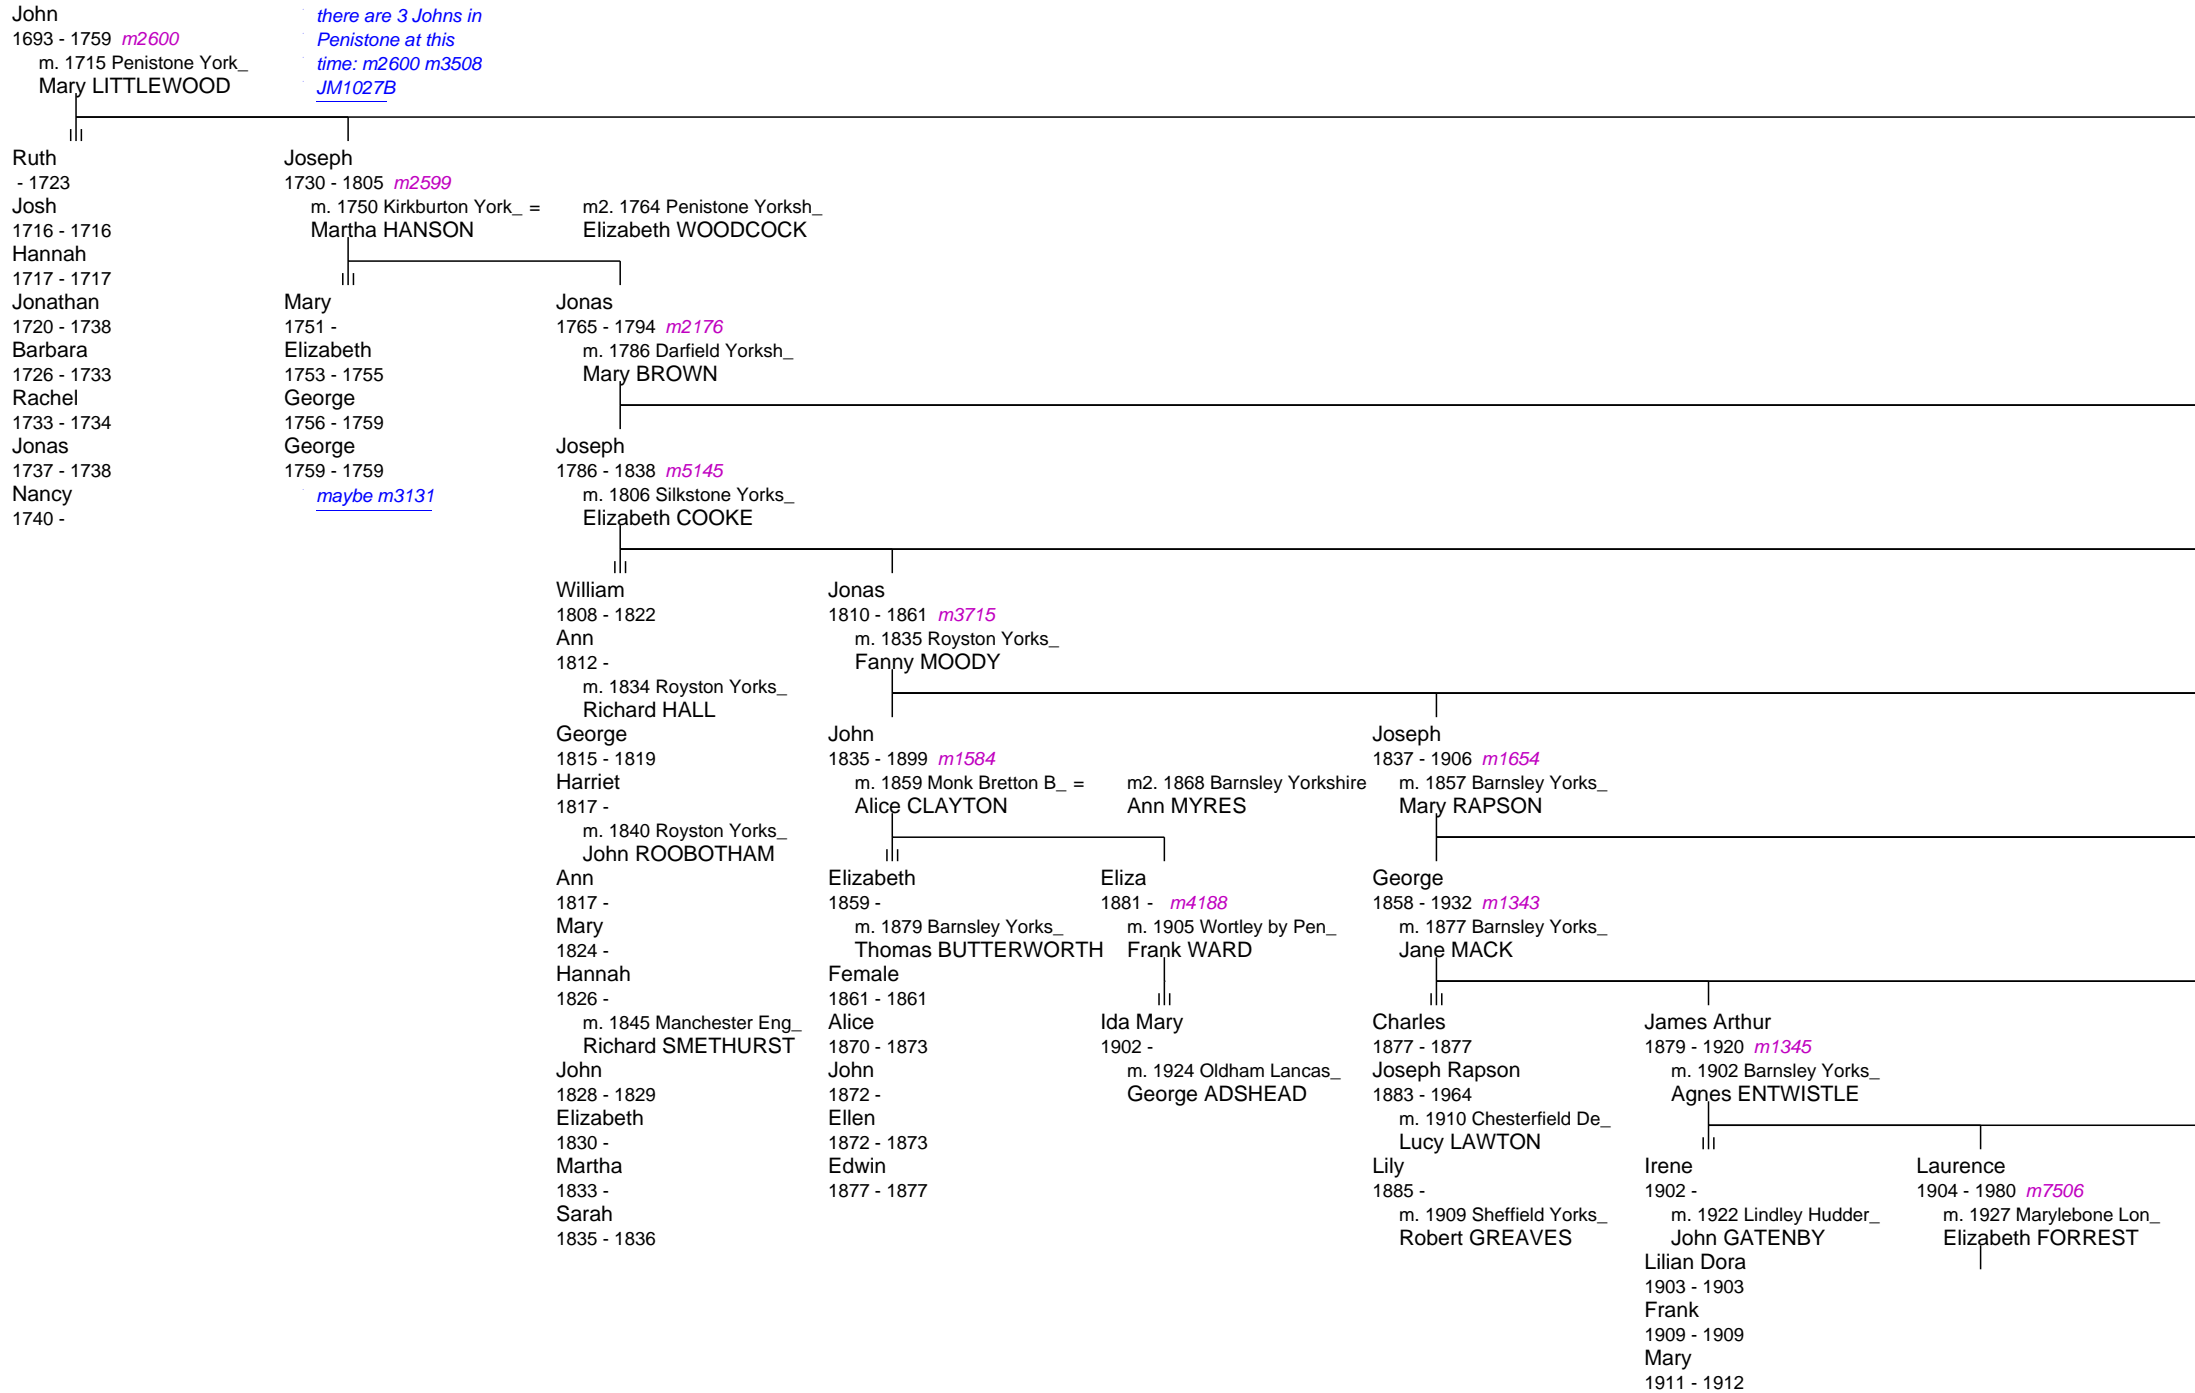 John
1693 - 1759 m2600
m. 1715 Penistone York_
Mary LITTLEWOOD
there are 3 Johns in
Penistone at this
time: m2600 m3508
JM1027B
Ruth
- 1723
Josh
1716 - 1716
Hannah
1717 - 1717
Jonathan
1720 - 1738
Barbara
1726 - 1733
Rachel
1733 - 1734
Jonas
1737 - 1738
Nancy
1740 -
Joseph
1730 - 1805 m2599
m. 1750 Kirkburton York_ =
Martha HANSON
m2. 1764 Penistone Yorksh_
Elizabeth WOODCOCK
Mary
1751 -
Elizabeth
1753 - 1755
George
1756 - 1759
George
1759 - 1759
maybe m3131
Jonas
1765 - 1794 m2176
m. 1786 Darfield Yorksh_
Mary BROWN
Joseph
1786 - 1838 m5145
m. 1806 Silkstone Yorks_
Elizabeth COOKE
William
1808 - 1822
Ann
1812 -
m. 1834 Royston Yorks_
Richard HALL
George
1815 - 1819
Harriet
1817 -
m. 1840 Royston Yorks_
John ROOBOTHAM
Ann
1817 -
Mary
1824 -
Hannah
1826 -
m. 1845 Manchester Eng_
Richard SMETHURST
John
1828 - 1829
Elizabeth
1830 -
Martha
1833 -
Sarah
1835 - 1836
Jonas
1810 - 1861 m3715
m. 1835 Royston Yorks_
Fanny MOODY
John
1835 - 1899 m1584
m. 1859 Monk Bretton B_ =
Alice CLAYTON
m2. 1868 Barnsley Yorkshire
Ann MYRES
Elizabeth
1859 -
m. 1879 Barnsley Yorks_
Thomas BUTTERWORTH
Female
1861 - 1861
Alice
1870 - 1873
John
1872 -
Ellen
1872 - 1873
Edwin
1877 - 1877
Eliza
1881 - m4188
m. 1905 Wortley by Pen_
Frank WARD
Ida Mary
1902 -
m. 1924 Oldham Lancas_
George ADSHEAD
Joseph
1837 - 1906 m1654
m. 1857 Barnsley Yorks_
Mary RAPSON
George
1858 - 1932 m1343
m. 1877 Barnsley Yorks_
Jane MACK
Charles
1877 - 1877
Joseph Rapson
1883 - 1964
m. 1910 Chesterfield De_
Lucy LAWTON
Lily
1885 -
m. 1909 Sheffield Yorks_
Robert GREAVES
James Arthur
1879 - 1920 m1345
m. 1902 Barnsley Yorks_
Agnes ENTWISTLE
Irene
1902 -
m. 1922 Lindley Hudder_
John GATENBY
Lilian Dora
1903 - 1903
Frank
1909 - 1909
Mary
1911 - 1912
Laurence
1904 - 1980 m7506
m. 1927 Marylebone Lon_
Elizabeth FORREST